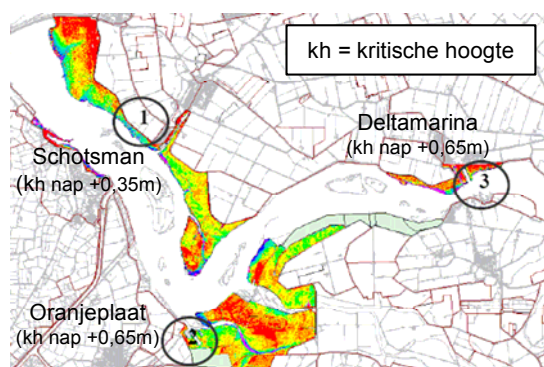 kh = kritische hoogte
1
Deltamarina
(kh nap +0,65m)
Schotsman
(kh nap +0,35m)
3
Oranjeplaat
(kh nap +0,65m)
2